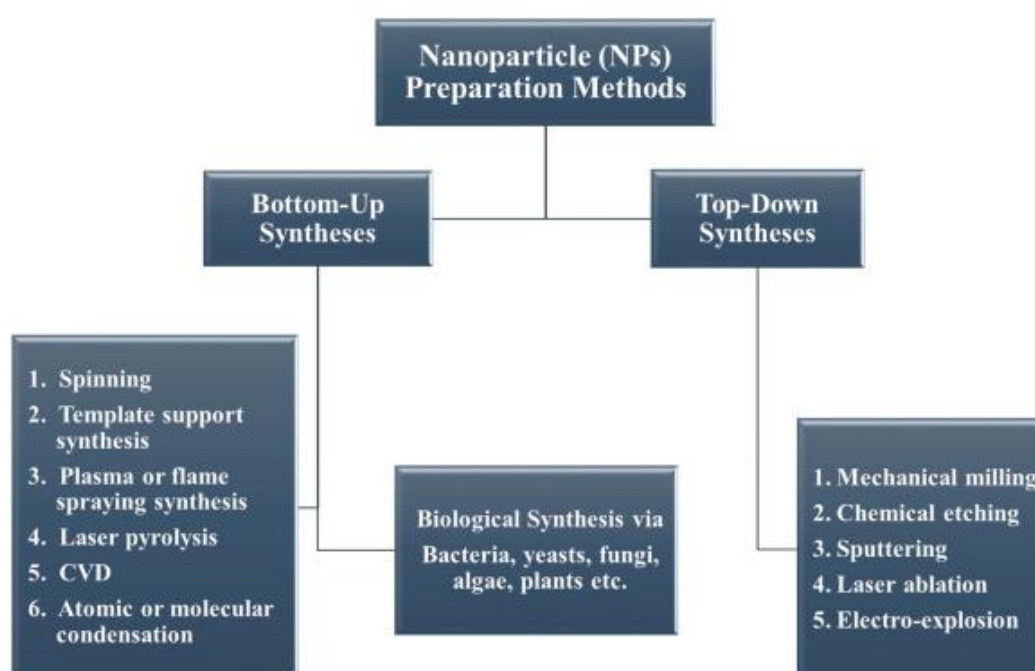 Nanoparticle (NPs)
Preparation Methods
Bottom-Up
Syntheses
Top-Down
Syntheses
1. Spinning
2. Template support
synthesis
3. Plasma or flame
spraying synthesis
4. Laser pyrolysis
5. CVD
6. Atomic or molecular
condensation
Biological Synthesis via
Bacteria, yeasts, fungi,
algae, plants etc.
1. Mechanical milling
2. Chemical etching
3. Sputtering
4. Laser ablation
5. Electro-explosion